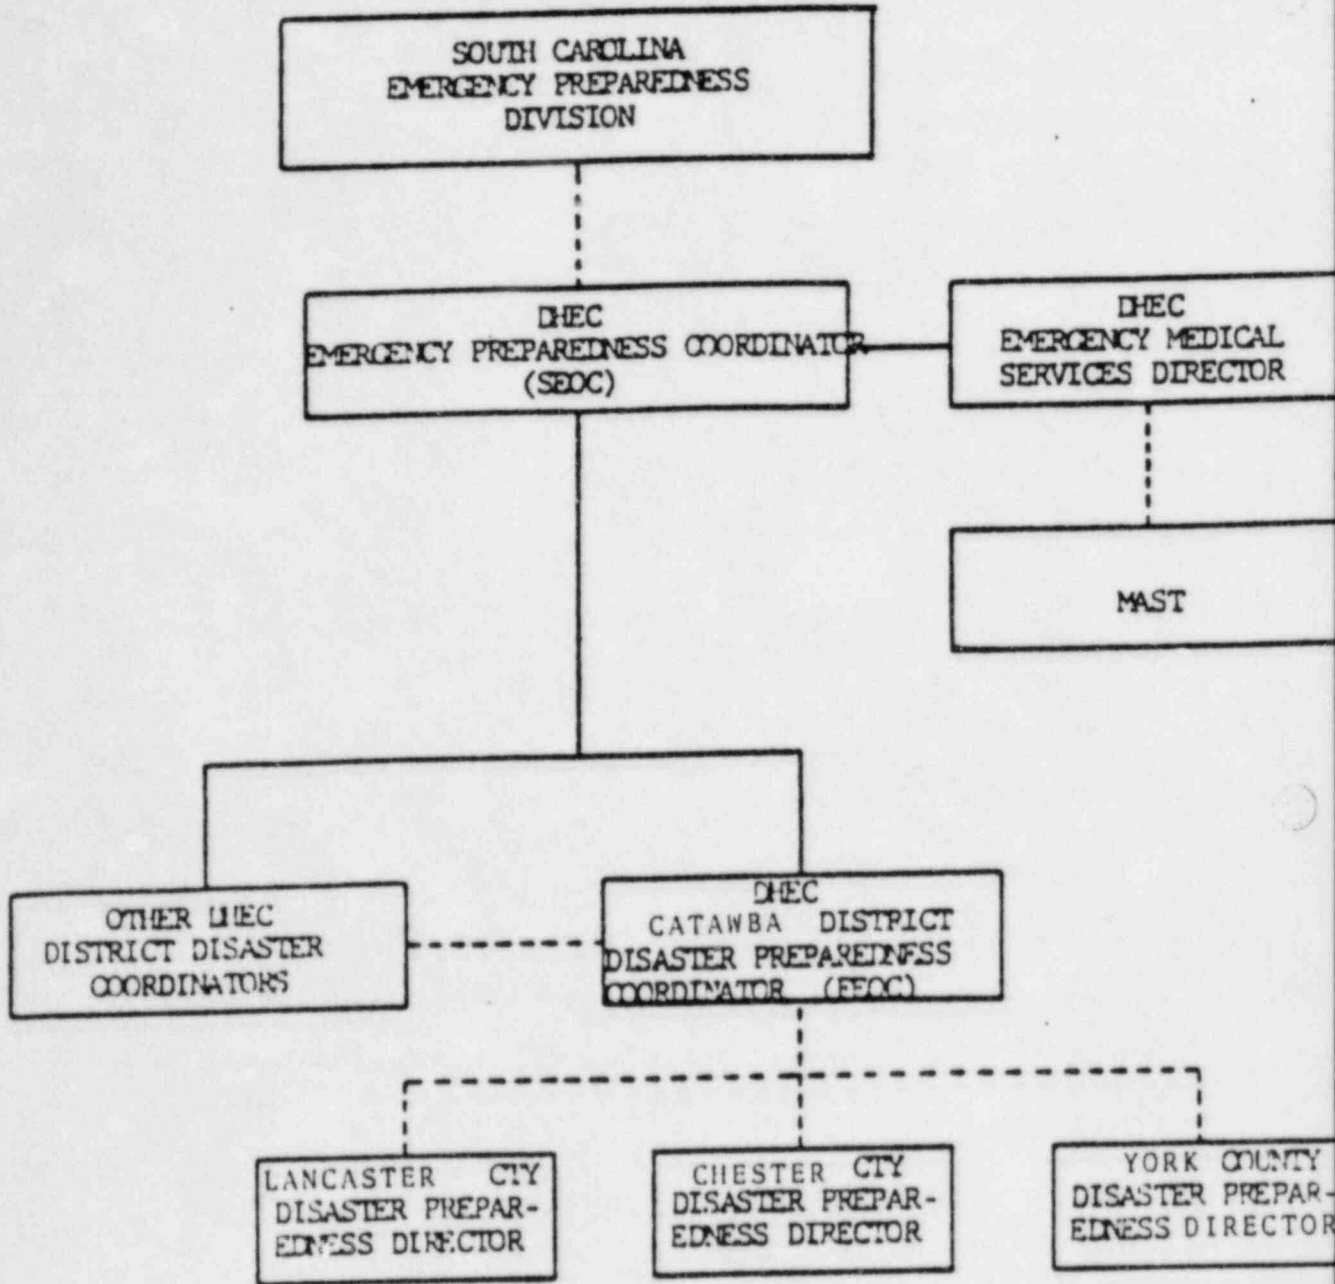 SOUTH CAROLINA
EMERGENCY PREPAREDNESS
DIVISION
DHEC
EMERGENCY PREPAREDNESS COORDINATOR
(SEOC)
DHEC
EMERGENCY MEDICAL
SERVICES DIRECTOR
MAST
OTHER DHEC
DISTRICT DISASTER
COORDINATORS
DHEC
CATAWBA DISTRICT
DISASTER PREPAREDNESS
COORDINATOR (FEOC)
LANCASTER CTY
DISASTER PREPAR-
EDNESS DIRECTOR
CHESTER CTY
DISASTER PREPAR-
EDNESS DIRECTOR
YORK COUNTY
DISASTER PREPAR-
EDNESS DIRECTOR